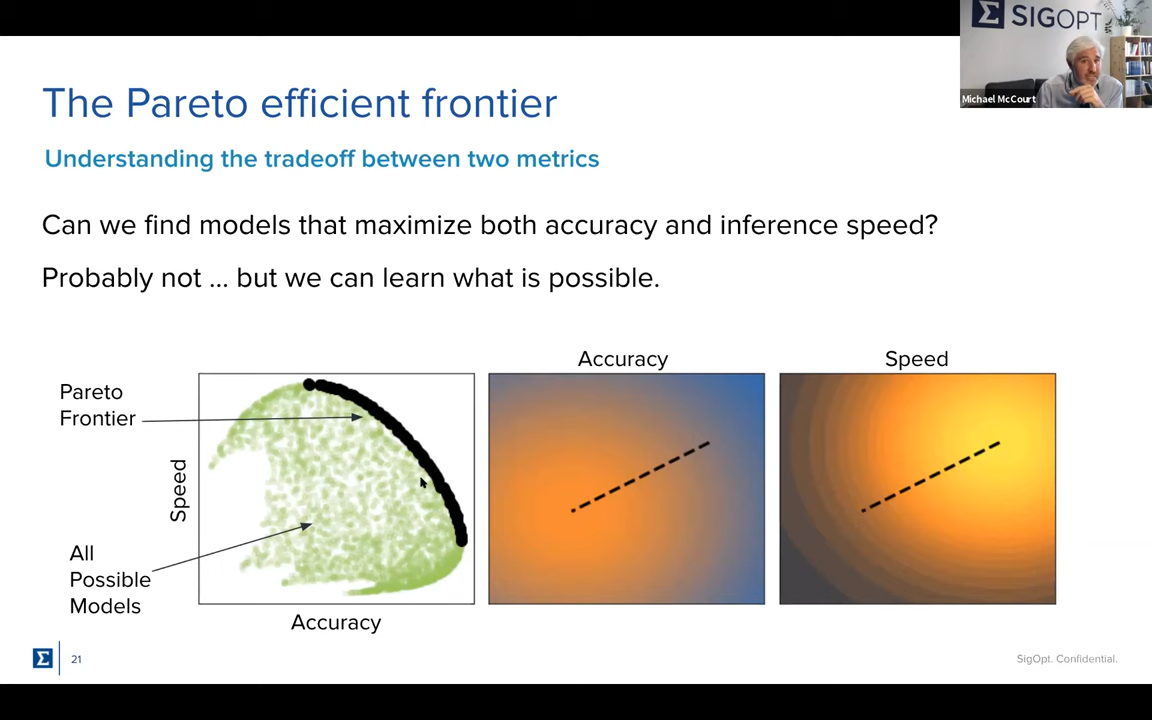 SIGOPT
Michael McCourt
The Pareto efficient frontier
Understanding the tradeoff between two metrics
Can we find models that maximize both accuracy and inference speed?
Probably not ... but we can learn what is possible.
Pareto
Frontier
All
Possible
Models
Speed
Accuracy
Accuracy
Speed
Σ
21
SigOpt. Confidential.